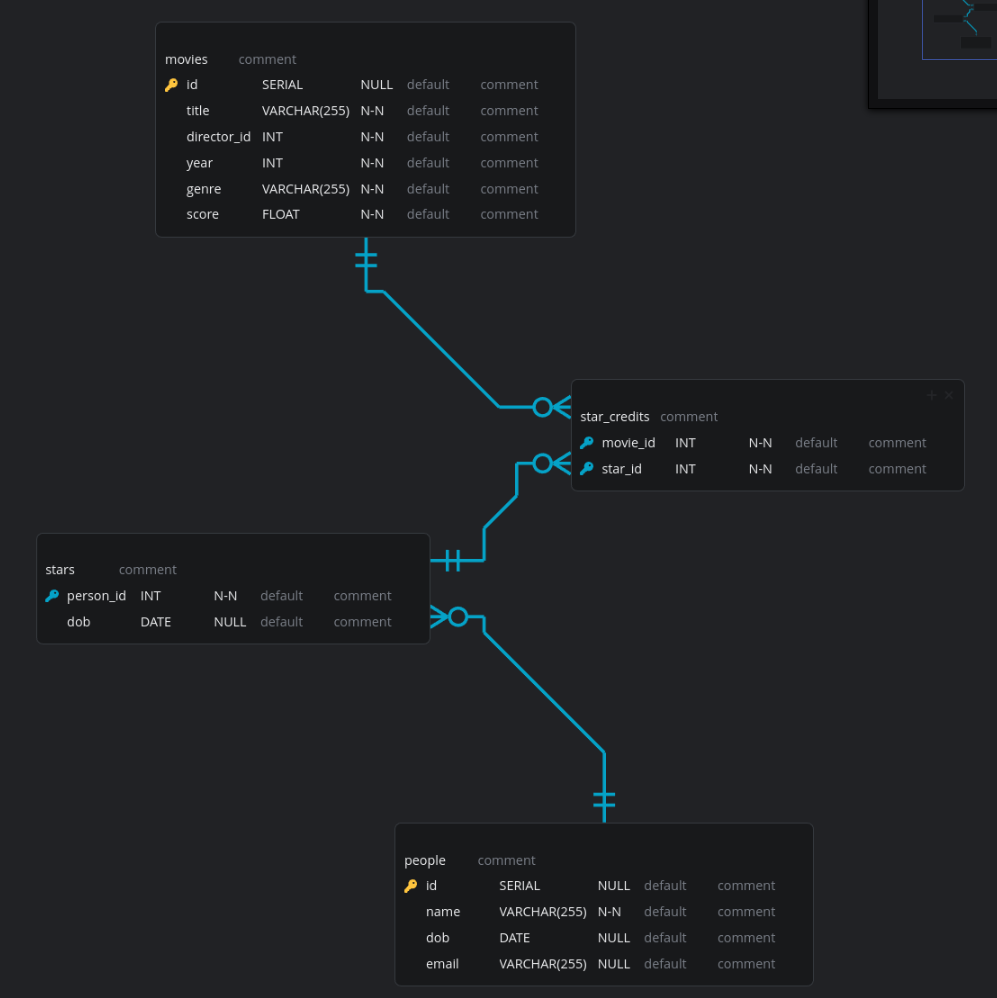 movies comment
id SERIAL NULL default comment
title VARCHAR(255) N-N default comment
director_id INT N-N default comment
year INT N-N default comment
genre VARCHAR(255) N-N default comment
score FLOAT N-N default comment
star_credits comment
movie_id INT N-N default comment
star_id INT N-N default comment
stars comment
person_id INT N-N default comment
dob DATE NULL default comment
people comment
id SERIAL NULL default comment
name VARCHAR(255) N-N default comment
dob DATE NULL default comment
email VARCHAR(255) NULL default comment